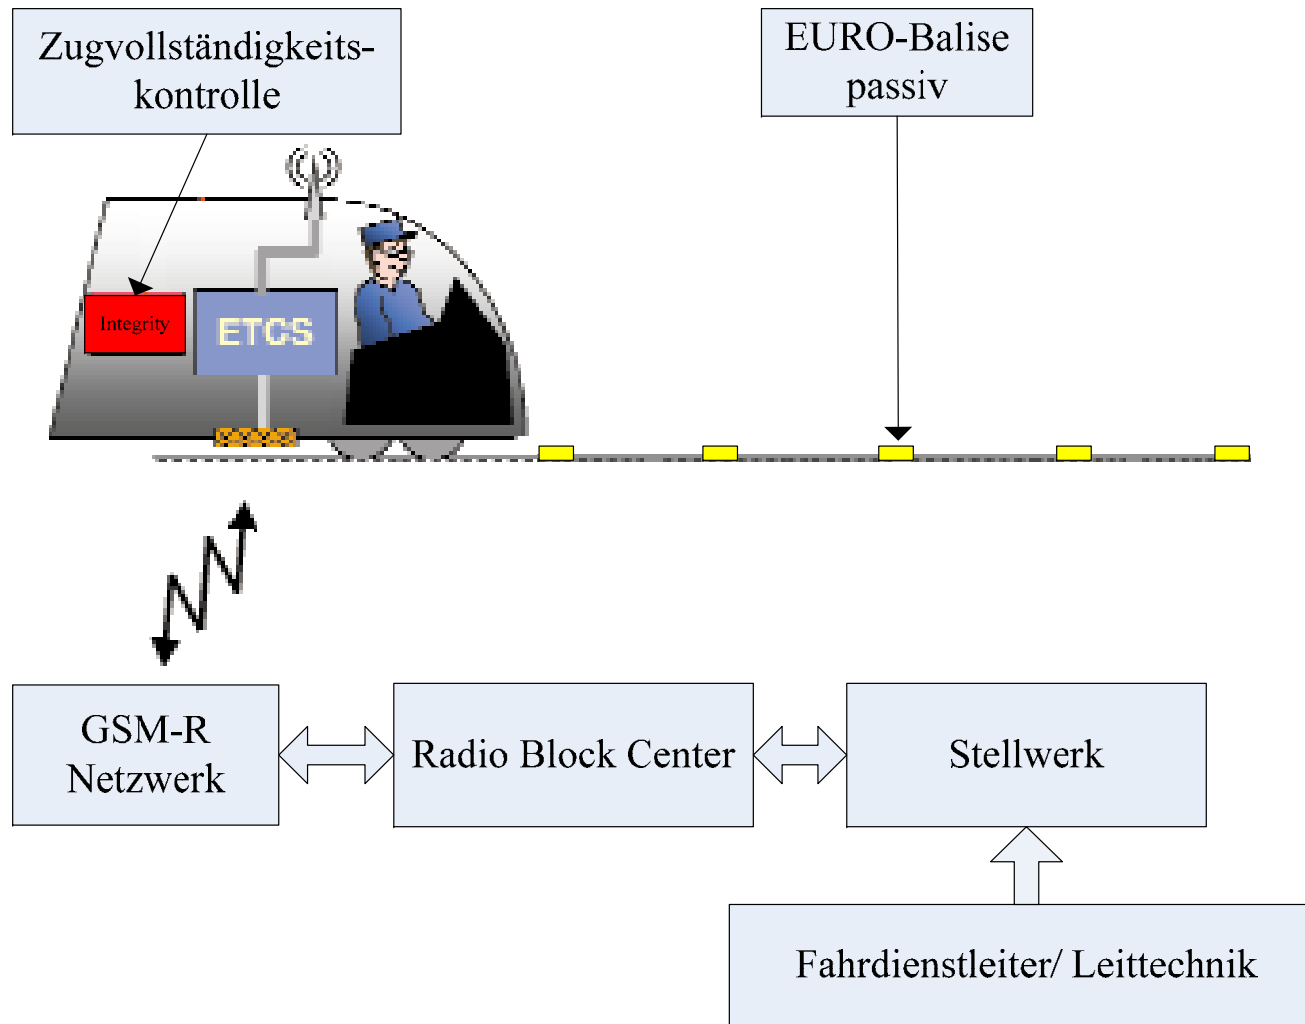 Zugvollständigkeits-
kontrolle
EURO-Balise
passiv
Integrity
ETCS
GSM-R
Netzwerk
Radio Block Center
Stellwerk
Fahrdienstleiter/ Leittechnik